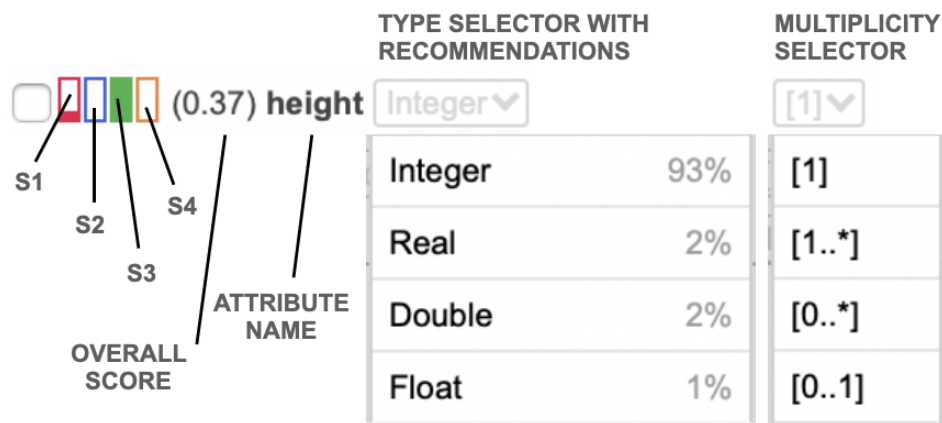 TYPE SELECTOR WITH
RECOMMENDATIONS
MULTIPLICITY
SELECTOR
(0.37) height Integer [1]
Integer 93% [1]
Real 2% [1..*]
Double 2% [0..*]
Float 1% [0..1]
S1
S2
S3
S4
ATTRIBUTE
NAME
OVERALL
SCORE